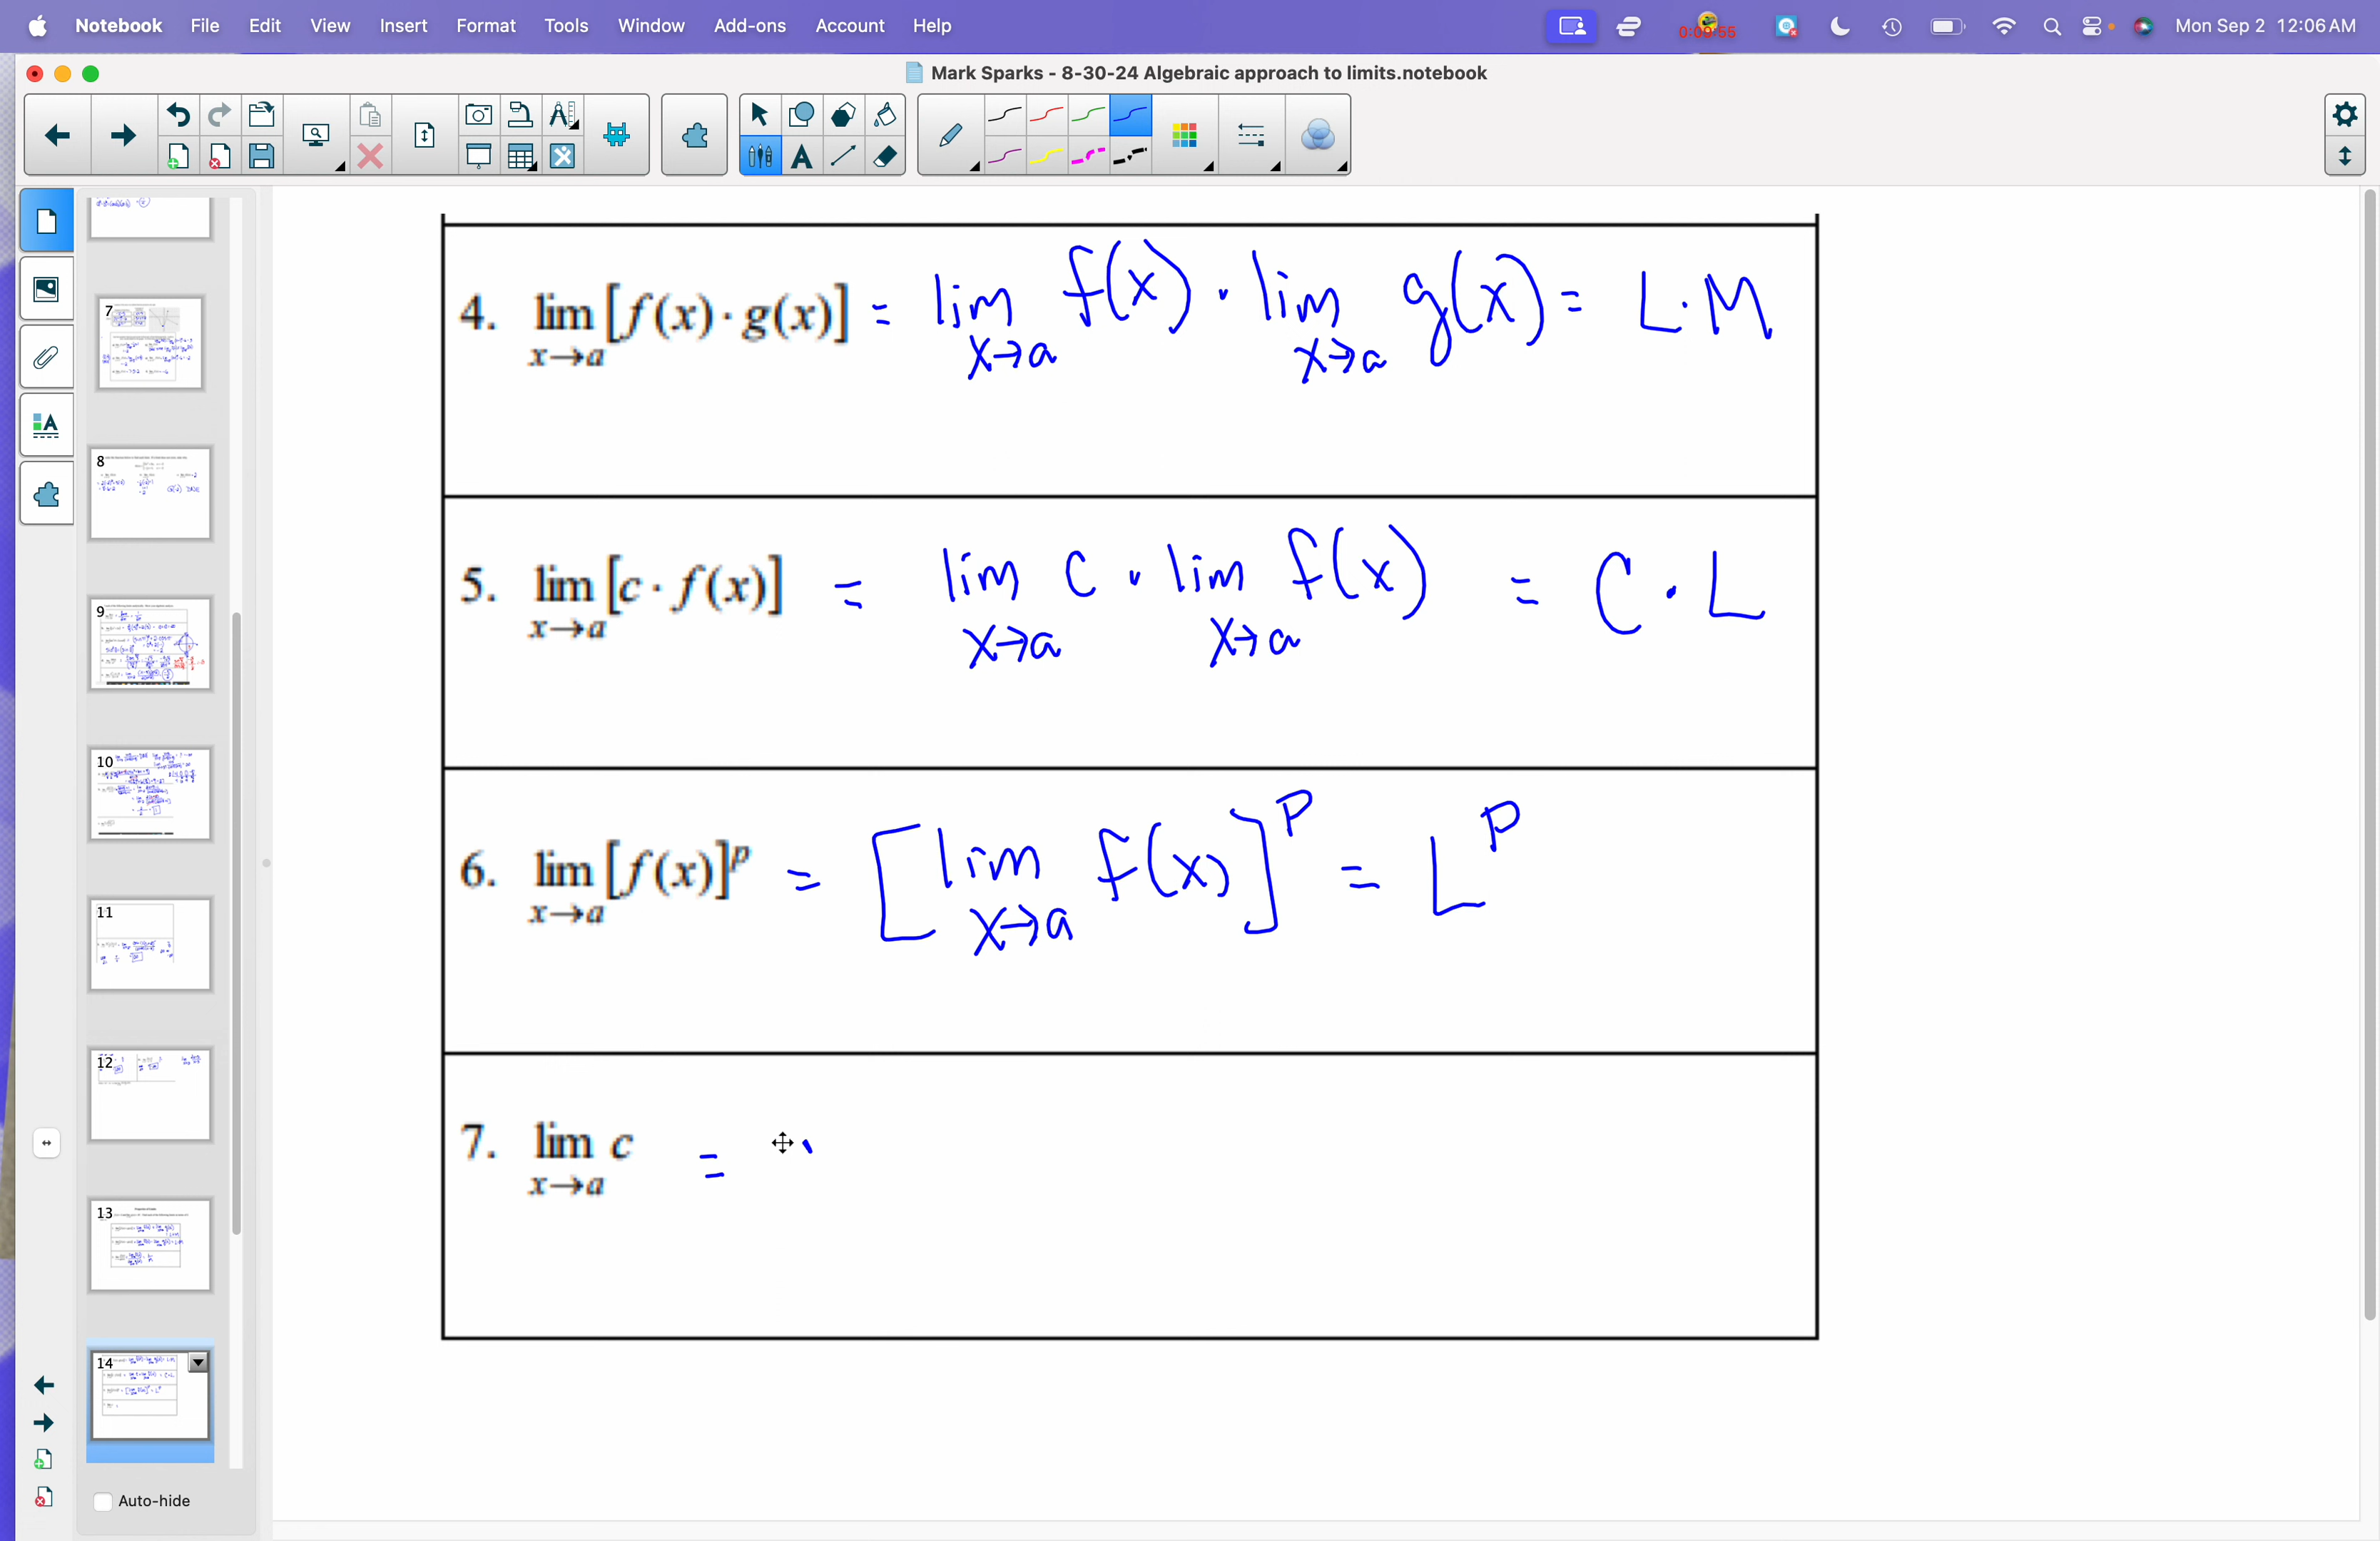 Notebook File Edit View Insert Format Tools Window Add-ons Account Help Mon Sep 2 12:06 AM
Mark Sparks - 8-30-24 Algebraic approach to limits.notebook
4. lim x→a [f(x) · g(x)] = lim x→a f(x) · lim x→a g(x) = L·M
5. lim x→a [c · f(x)] = lim x→a c · lim x→a f(x) = C · L
6. lim x→a [f(x)]^p = [lim x→a f(x)]^P = L^P
7. lim x→a c =
7
8
9
10
11
12
13
14
Auto-hide